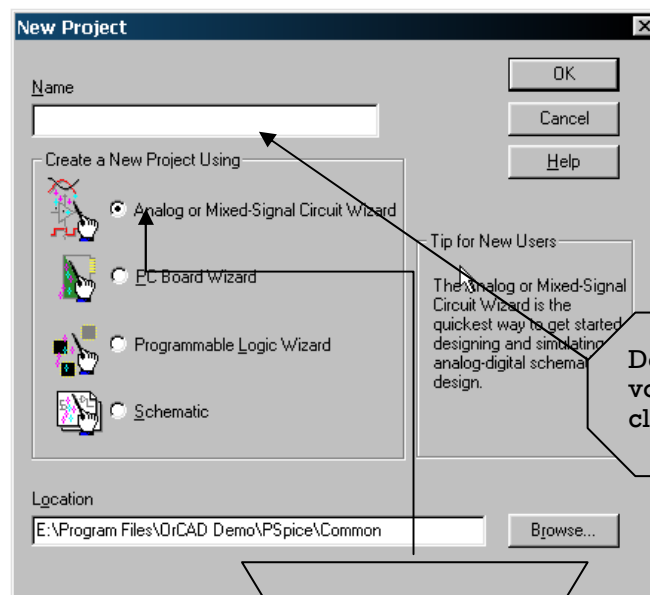 New Project
Name
OK
Cancel
Help
Create a New Project Using
Analog or Mixed-Signal Circuit Wizard
PC Board Wizard
Programmable Logic Wizard
Schematic
Tip for New Users
The Analog or Mixed-Signal
Circuit Wizard is the
quickest way to get started
designing and simulating
analog-digital
design.
Location
E:\Program Files\OrCAD Demo\PSpice\Common
Browse...